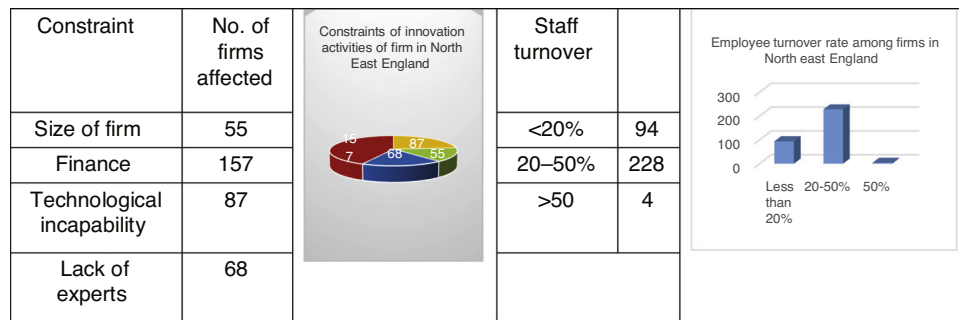 Constraint
No. of
firms
affected
Size of firm
55
Finance
157
Technological
incapability
87
Lack of
experts
68
Constraints of innovation
activities of firm in North
East England
15
7
87
68
55
Staff
turnover
<20%
94
20–50%
228
>50
4
Employee turnover rate among firms in
North east England
300
200
100
0
Less
than
20%
20-50%
50%